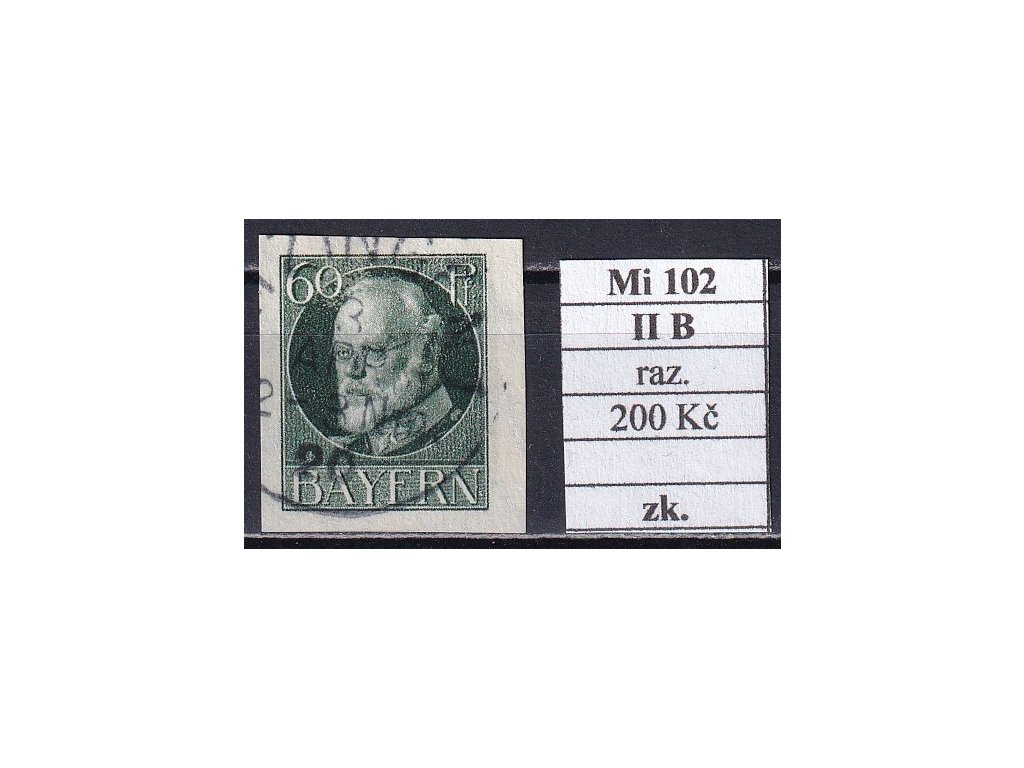 60 Pf
BAYERN
Mi 102
II B
raz.
200 Kč
zk.